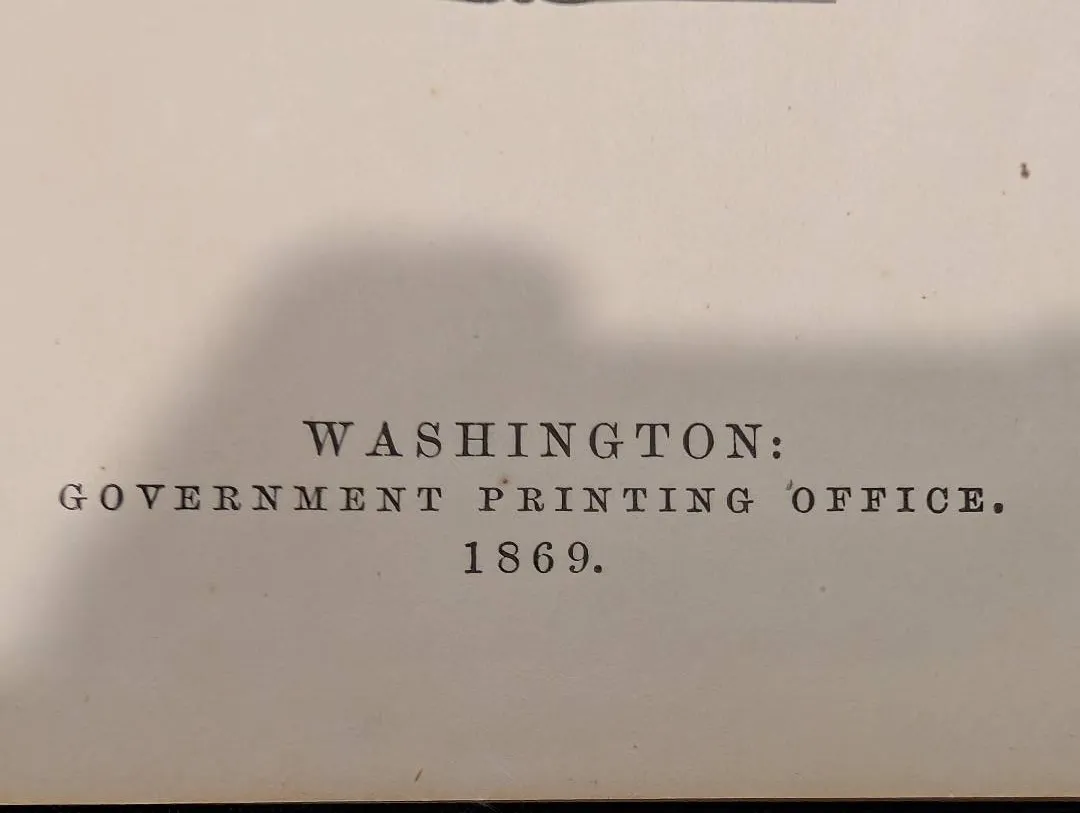 WASHINGTON:
GOVERNMENT PRINTING OFFICE.
1869.